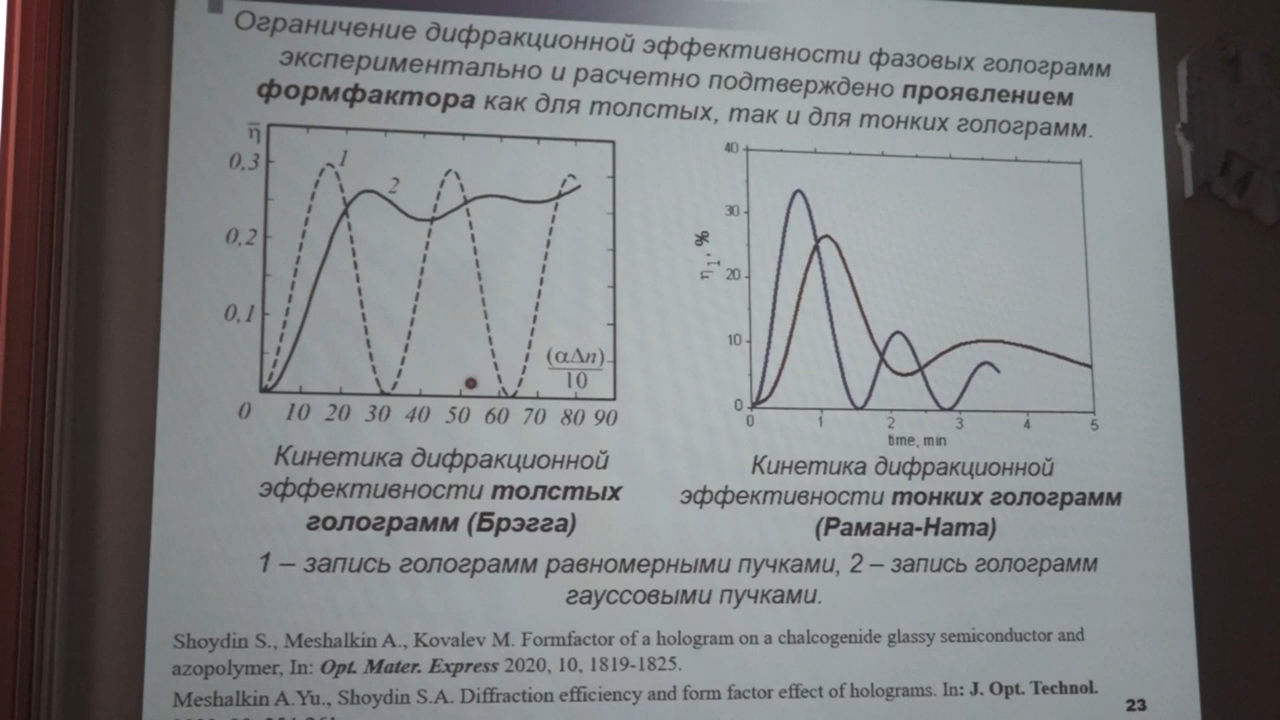 Ограничение дифракционной эффективности фазовых голограмм
экспериментально и расчетно подтверждено проявлением
формфактора как для толстых, так и для тонких голограмм.
η̅
0,3
0,2
0,1
0 10 20 30 40 50 60 70 80 90
1
2
(αΔn)
10
40
30
20
10
0
η₁, %
0 1 2 3 4 5
time, min
Кинетика дифракционной
эффективности толстых
голограмм (Брэгга)
Кинетика дифракционной
эффективности тонких голограмм
(Рамана-Ната)
1 – запись голограмм равномерными пучками, 2 – запись голограмм
гауссовыми пучками.
Shoydin S., Meshalkin A., Kovalev M. Formfactor of a hologram on a chalcogenide glassy semiconductor and
azopolymer, In: Opt. Mater. Express 2020, 10, 1819-1825.
Meshalkin A.Yu., Shoydin S.A. Diffraction efficiency and form factor effect of holograms. In: J. Opt. Technol.
23